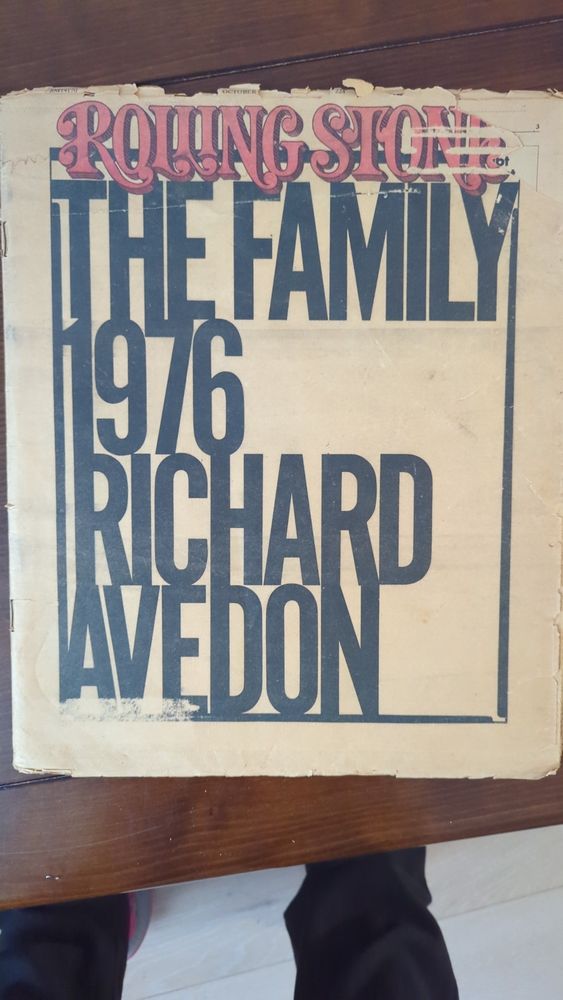 OCTOBER
ROLLING STONE
THE FAMILY
1976
RICHARD
AVEDON